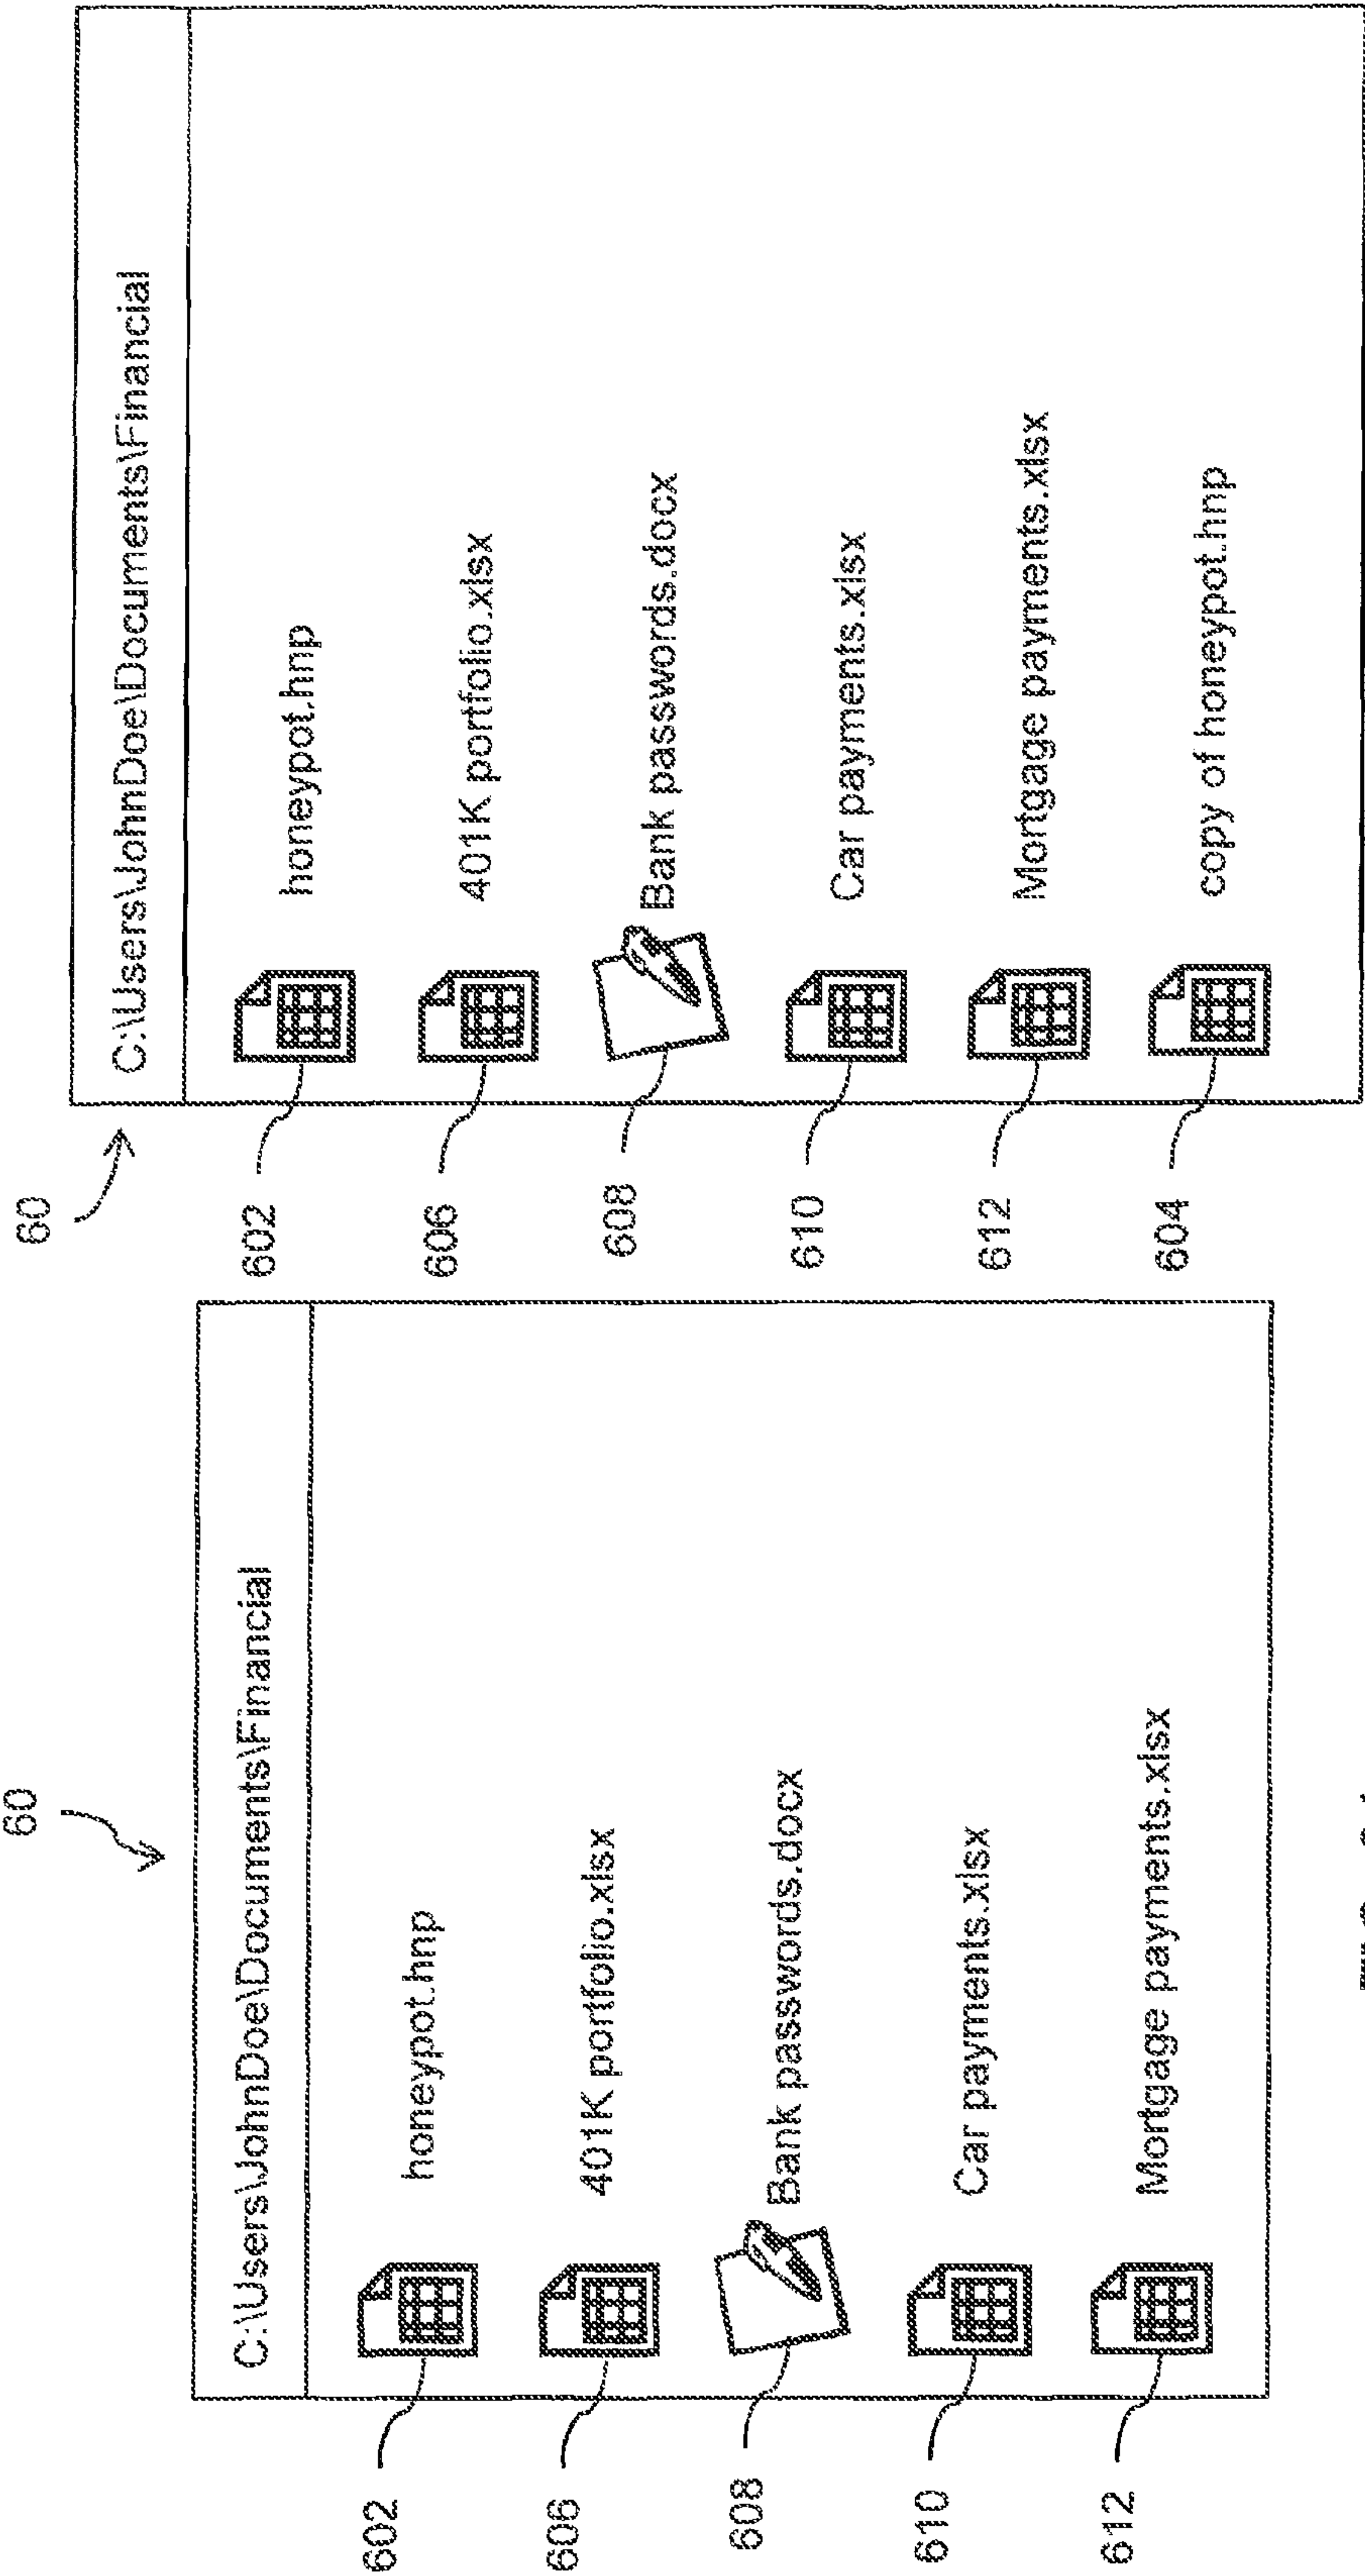 60
C:\Users\JohnDoe\Documents\Financial
602 honeypot.hnp
606 401K portfolio.xlsx
608 Bank passwords.docx
610 Car payments.xlsx
612 Mortgage payments.xlsx
60
C:\Users\JohnDoe\Documents\Financial
602 honeypot.hnp
606 401K portfolio.xlsx
608 Bank passwords.docx
610 Car payments.xlsx
612 Mortgage payments.xlsx
604 copy of honeypot.hnp